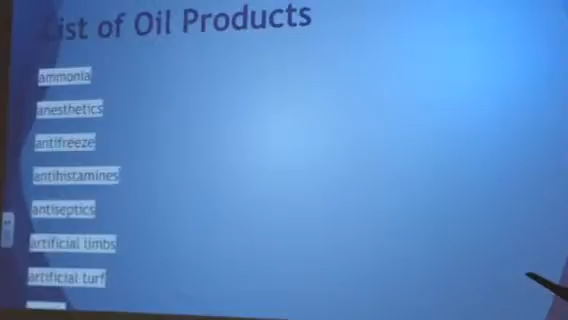 List of Oil Products
ammonia
anesthetics
antifreeze
antihistamines
antiseptics
artificial limbs
artificial turf